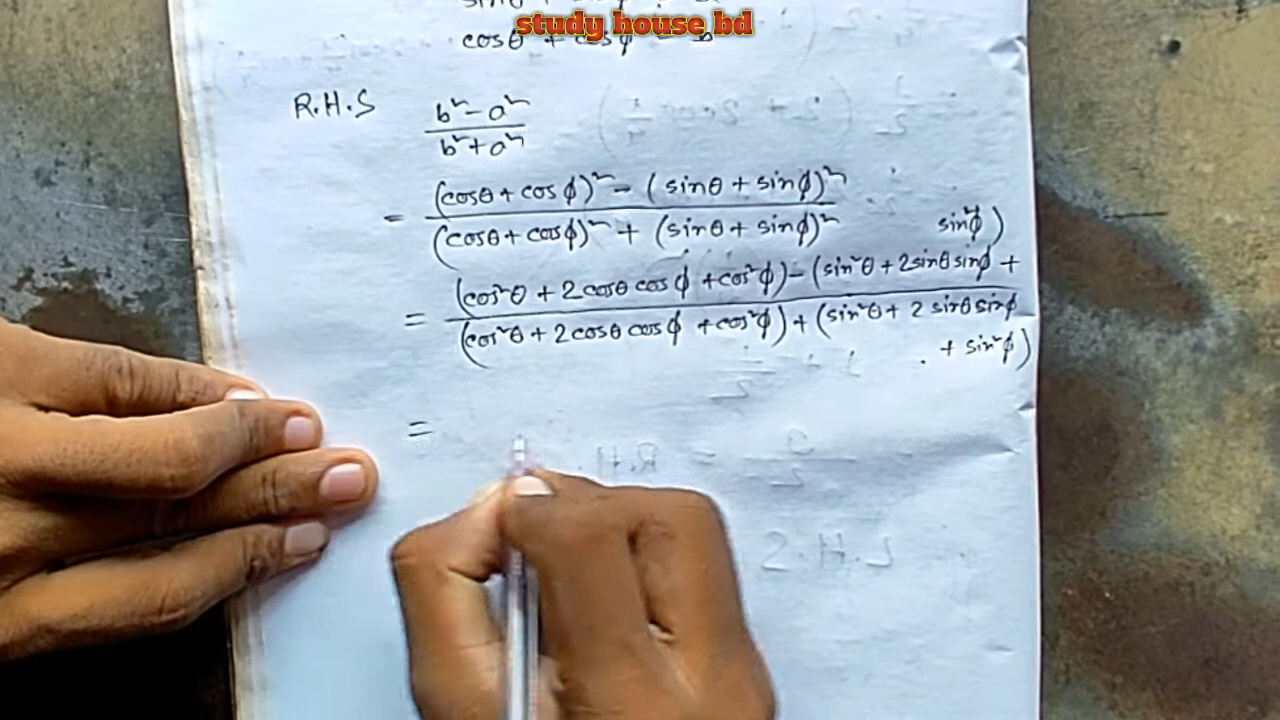 study house bd
cosθ + cosϕ = b
R.H.S
b² - a²
b² + a²
= (cosθ + cosϕ)² - (sinθ + sinϕ)²
(cosθ + cosϕ)² + (sinθ + sinϕ)²
sin²ϕ)
= (cos²θ + 2cosθ cosϕ + cos²ϕ) - (sin²θ + 2sinθ sinϕ +
(cos²θ + 2cosθ cosϕ + cos²ϕ) + (sin²θ + 2 sinθ sinϕ
+ sin²ϕ)
=